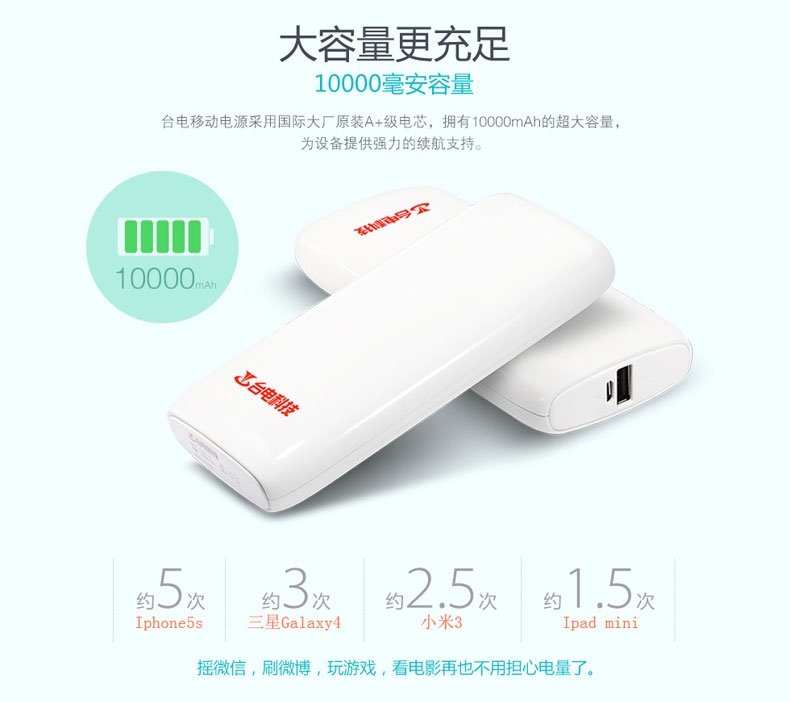 大容量更充足
10000毫安容量
台电移动电源采用国际大厂原装A+级电芯，拥有10000mAh的超大容量，
为设备提供强力的续航支持。
台电科技
10000mAh
台电科技
约5次
Iphone5s
约3次
三星Galaxy4
约2.5次
小米3
约1.5次
Ipad mini
摇微信，刷微博，玩游戏，看电影再也不用担心电量了。